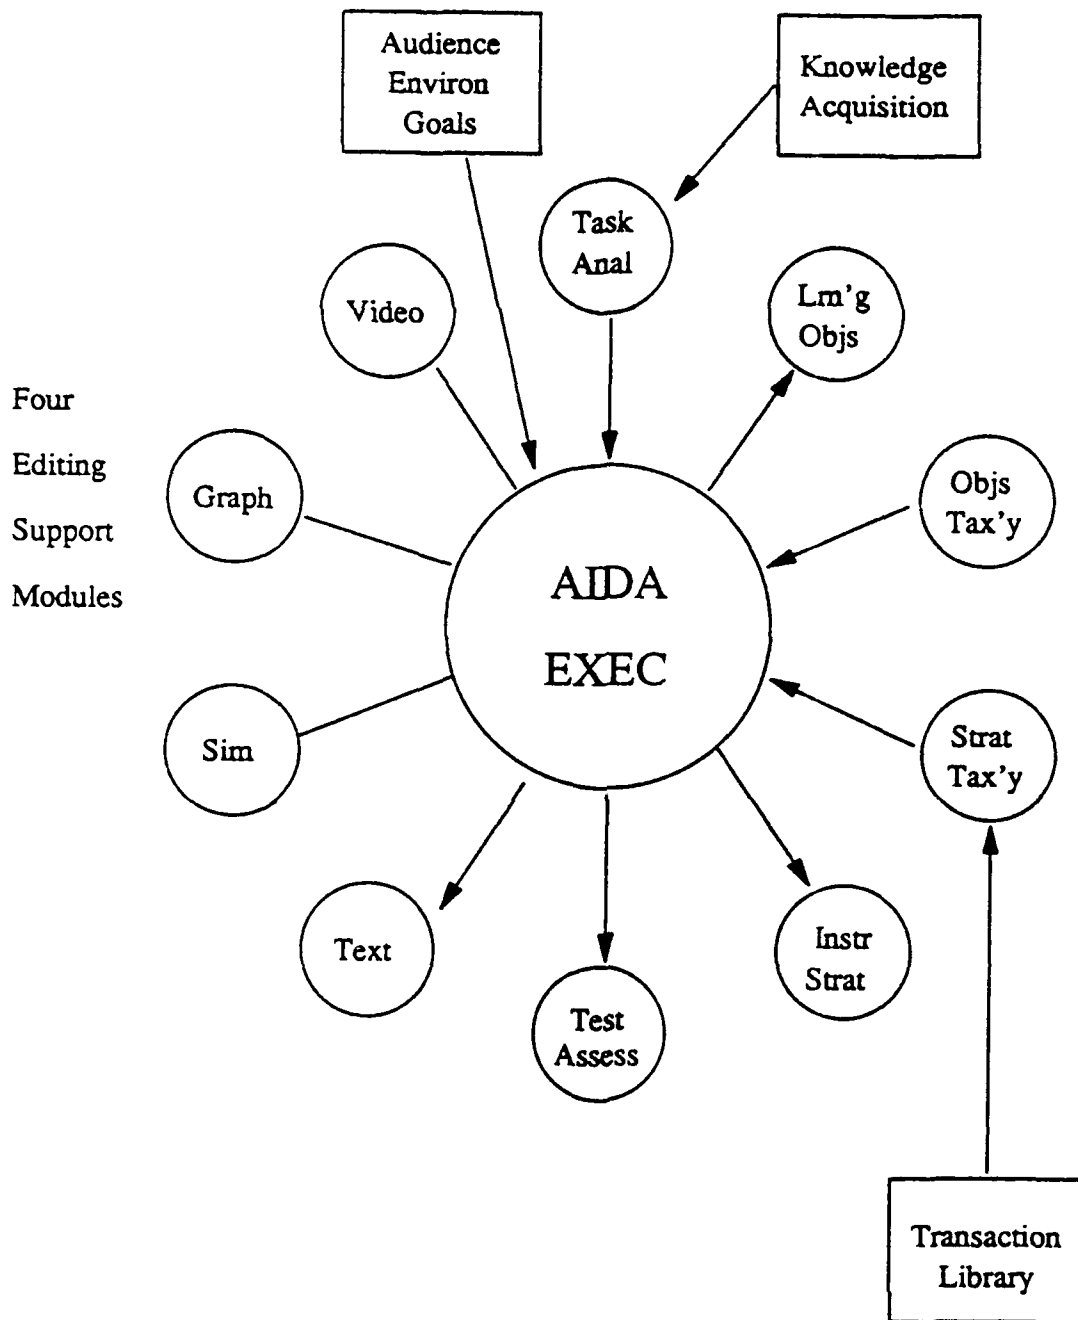 Audience
Environ
Goals
Knowledge
Acquisition
Task
Anal
Video
Lrn'g
Objs
Four
Editing
Support
Modules
Graph
Objs
Tax'y
AIDA
EXEC
Sim
Strat
Tax'y
Text
Instr
Strat
Test
Assess
Transaction
Library